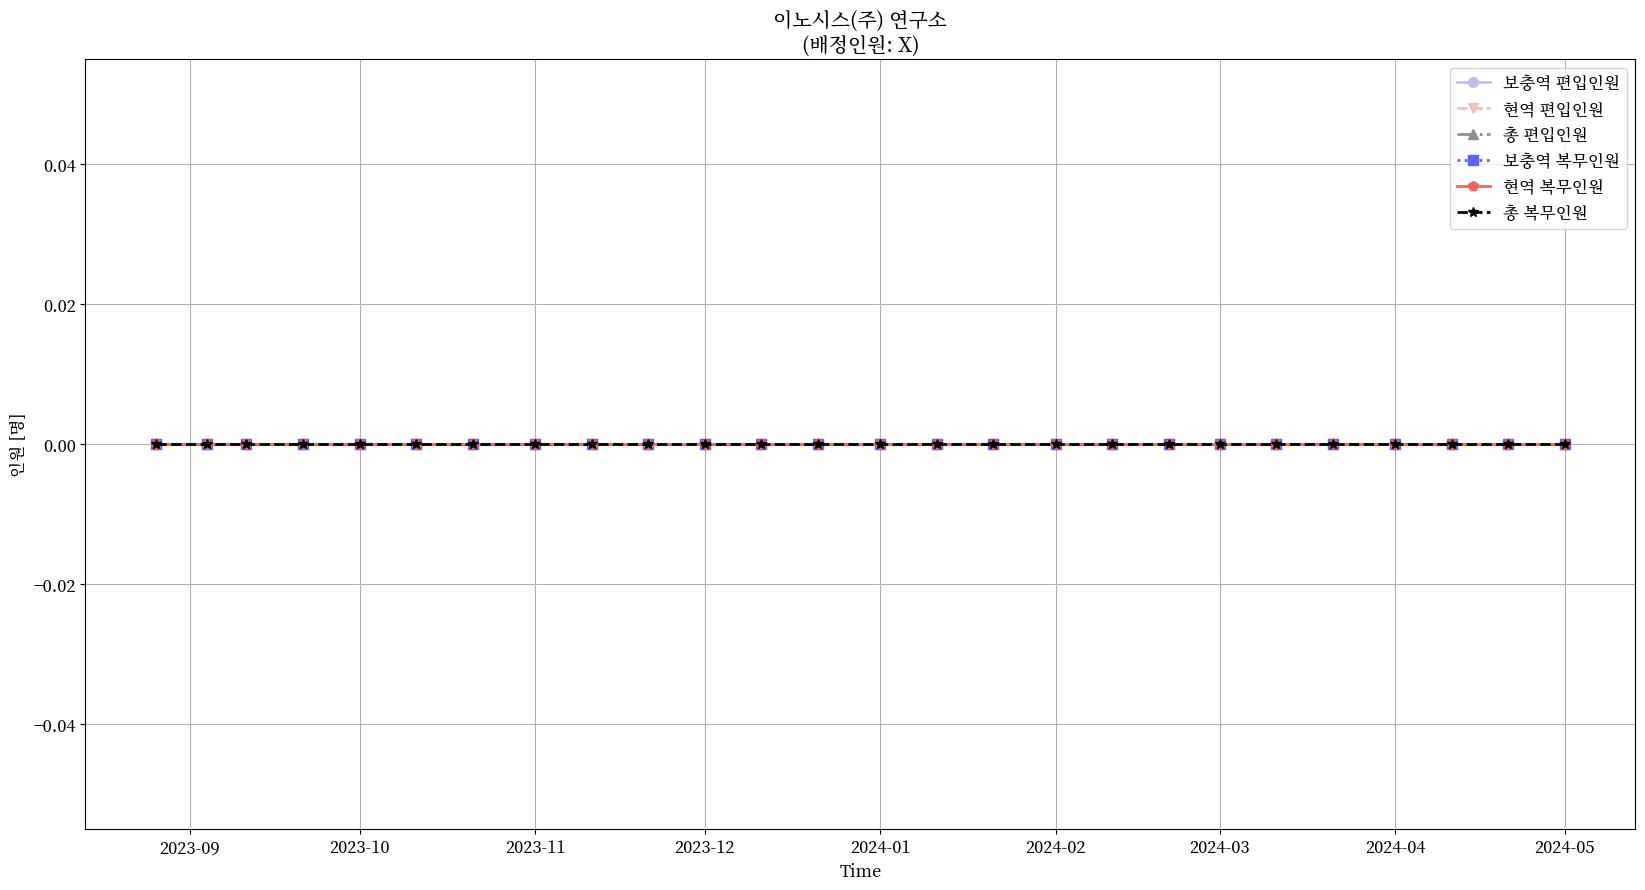 이노시스(주) 연구소
(배정인원: X)
보충역 편입인원
현역 편입인원
총 편입인원
보충역 복무인원
현역 복무인원
총 복무인원
인원 [명]
0.04
0.02
0.00
−0.02
−0.04
2023-09
2023-10
2023-11
2023-12
2024-01
2024-02
2024-03
2024-04
2024-05
Time